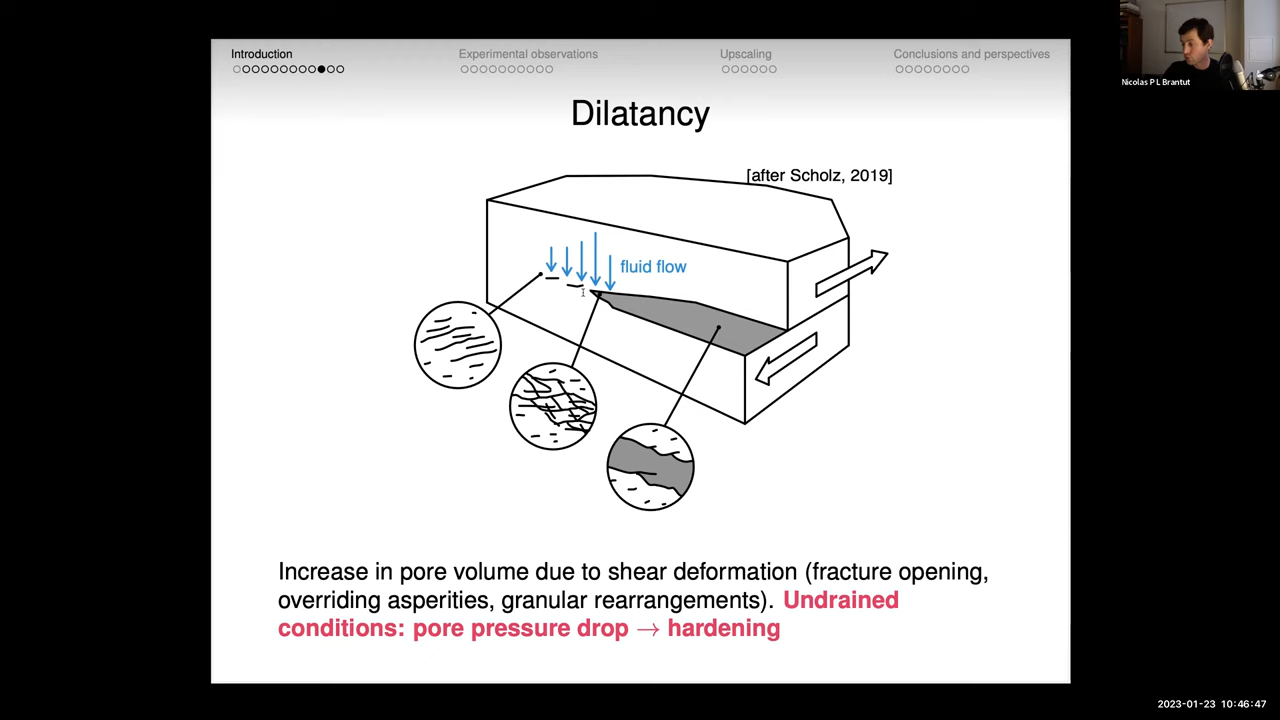 Introduction
Experimental observations
Upscaling
Conclusions and perspectives
Nicolas P L Brantut
Dilatancy
[after Scholz, 2019]
fluid flow
Increase in pore volume due to shear deformation (fracture opening,
overriding asperities, granular rearrangements). Undrained
conditions: pore pressure drop → hardening
2023-01-23 10:46:47